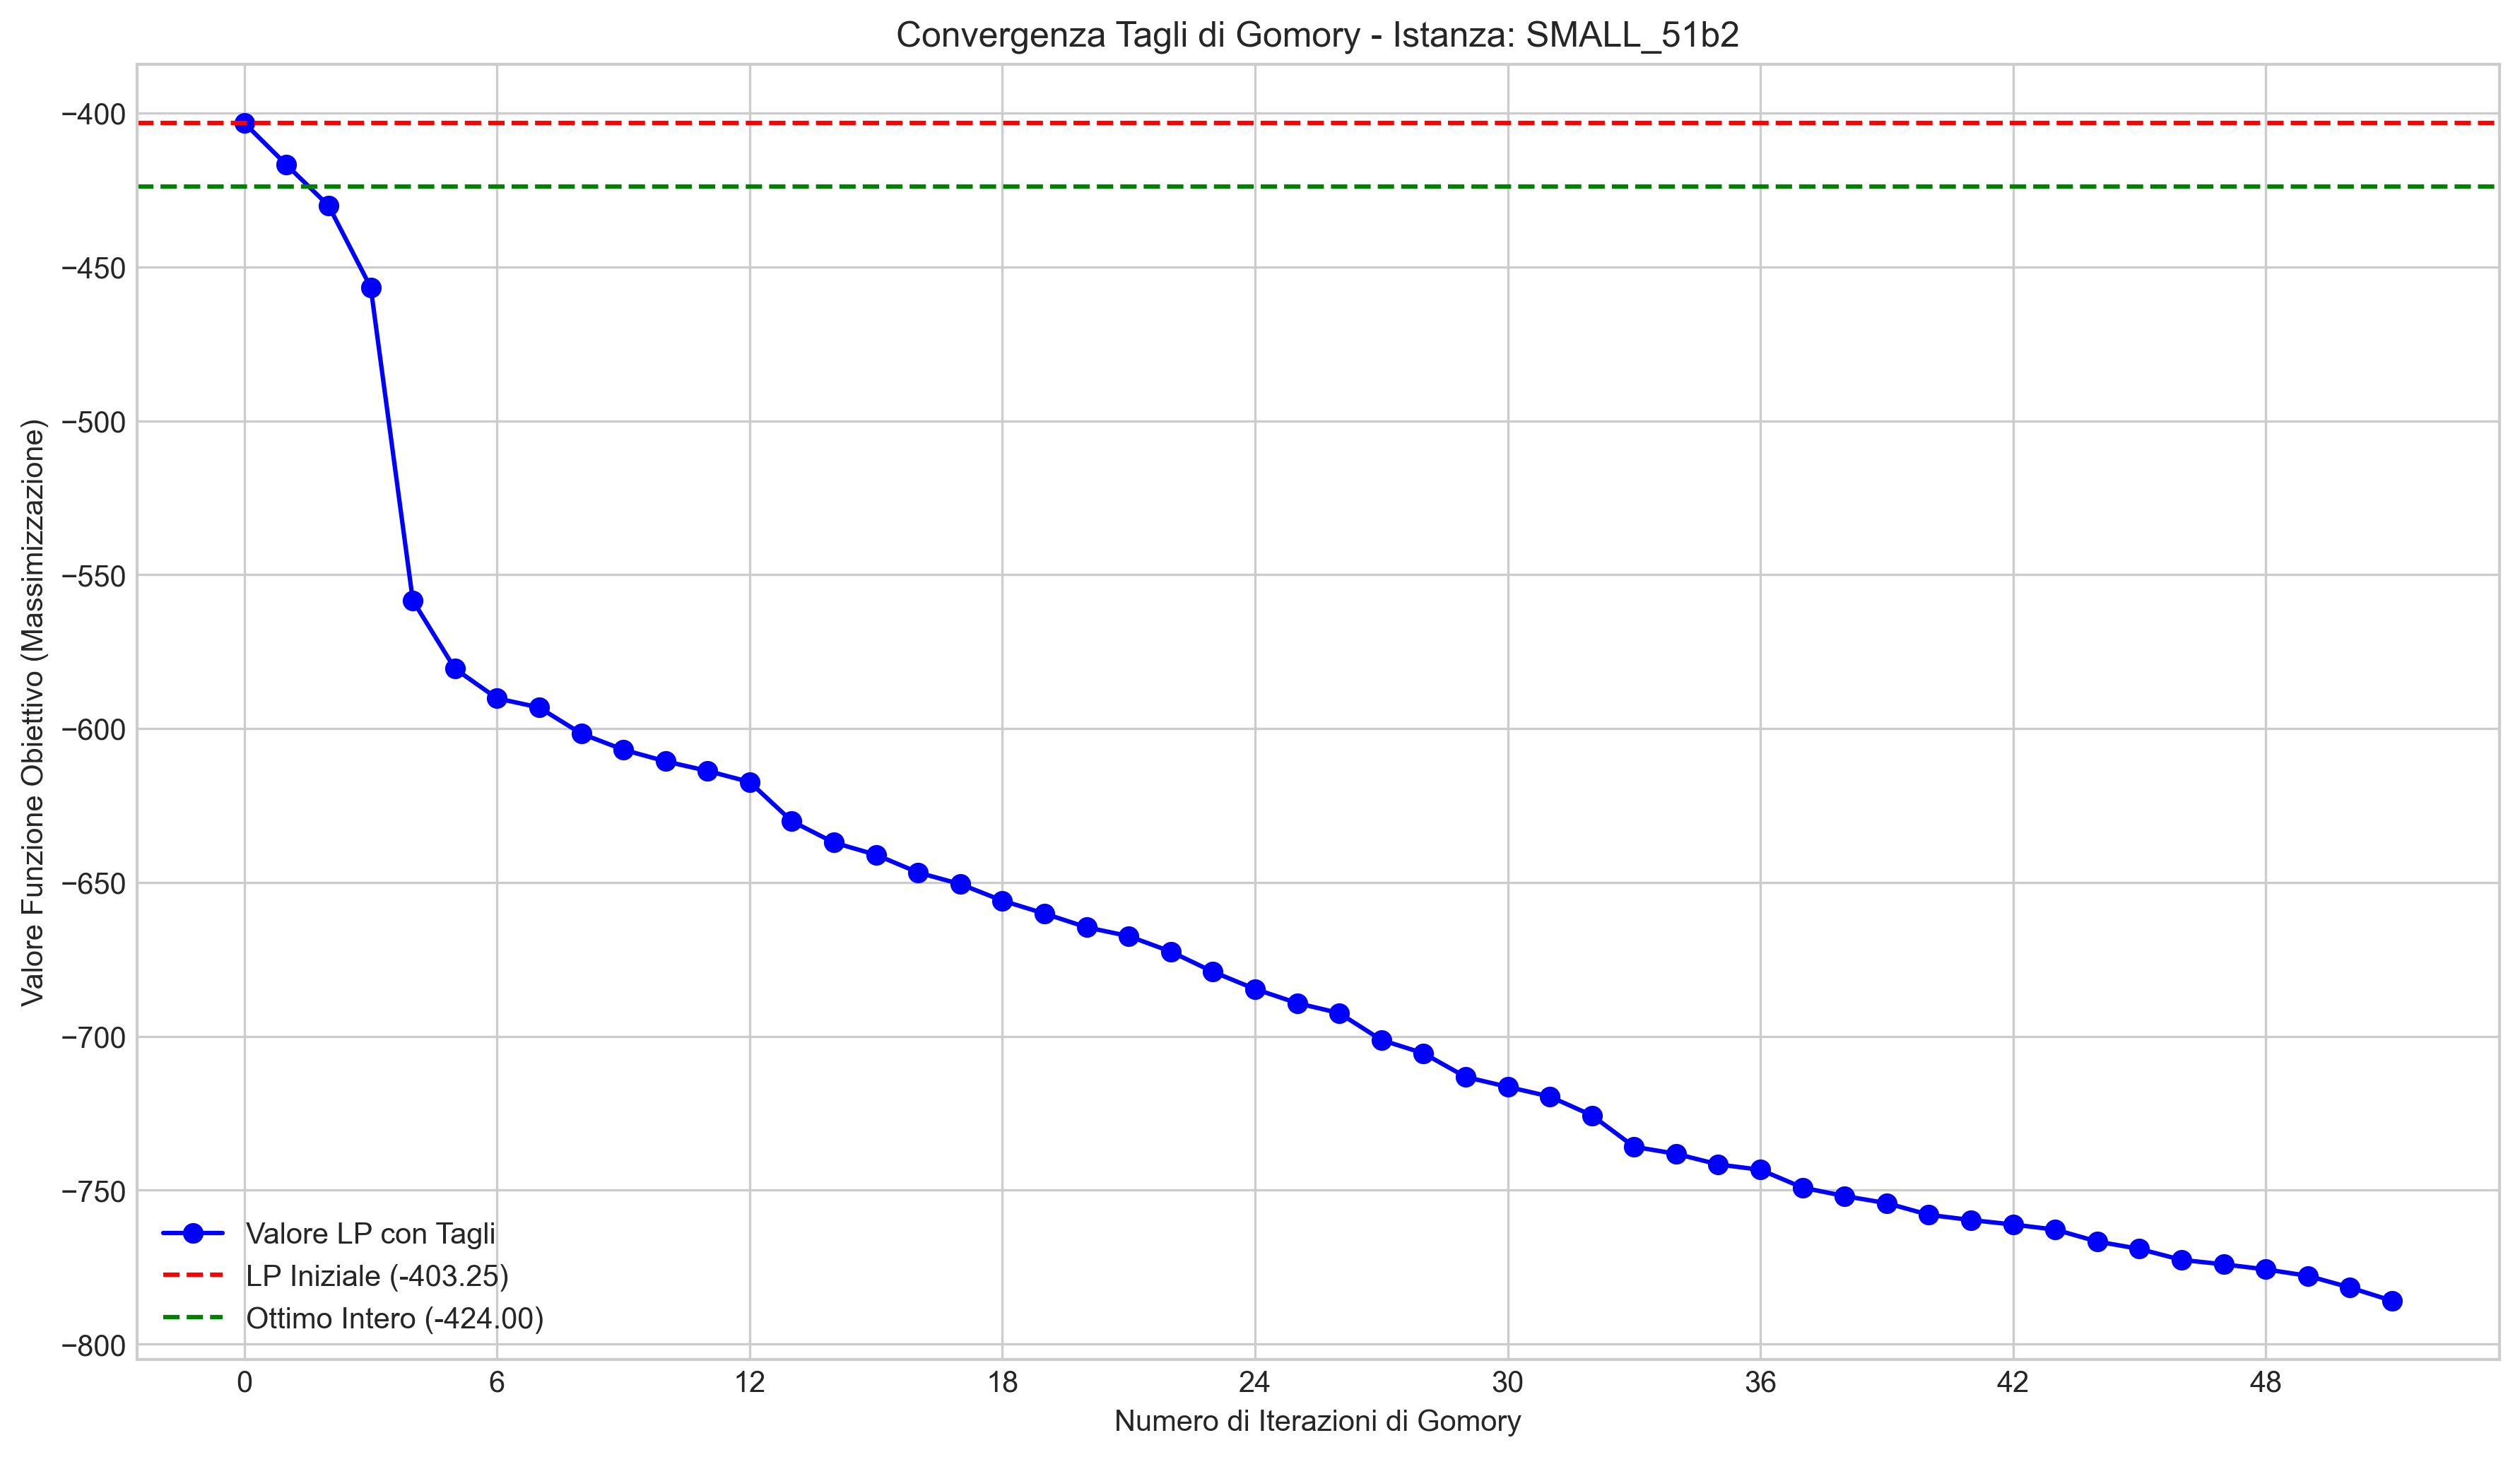 Convergenza Tagli di Gomory - Istanza: SMALL_51b2
Valore Funzione Obiettivo (Massimizzazione)
−400
−450
−500
−550
−600
−650
−700
−750
−800
Valore LP con Tagli
LP Iniziale (-403.25)
Ottimo Intero (-424.00)
0 6 12 18 24 30 36 42 48
Numero di Iterazioni di Gomory